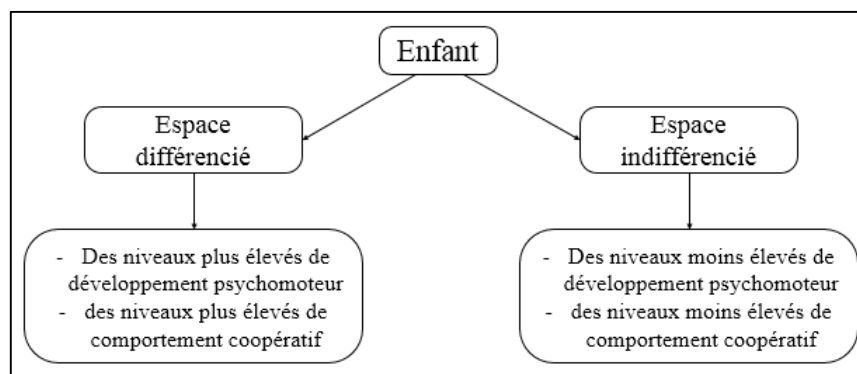 Enfant
Espace
différencié
Espace
indifférencié
- Des niveaux plus élevés de
développement psychomoteur
- des niveaux plus élevés de
comportement coopératif
- Des niveaux moins élevés de
développement psychomoteur
- des niveaux moins élevés de
comportement coopératif